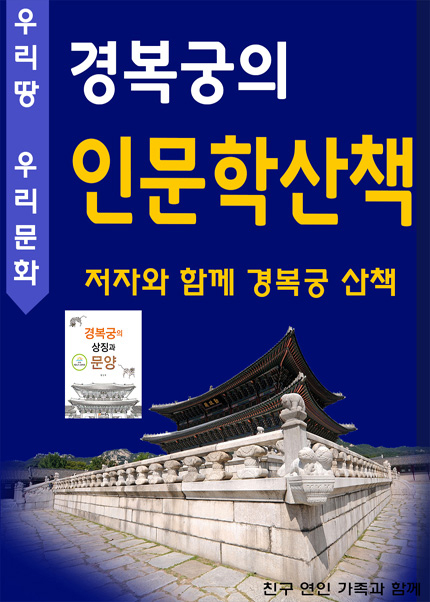 우리땅 우리문화
경복궁의
인문학산책
저자와 함께 경복궁 산책
경복궁의
상징과
문양
친구 연인 가족과 함께